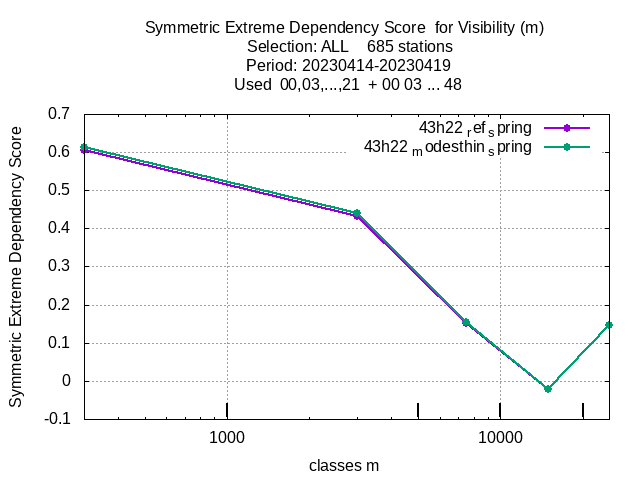 Symmetric Extreme Dependency Score  for Visibility (m)
Selection: ALL    685 stations
Period: 20230414-20230419
Used  00,03,...,21  + 00 03 ... 48
43h22 ref spring
43h22 modesthin spring
Symmetric Extreme Dependency Score
0.7
0.6
0.5
0.4
0.3
0.2
0.1
0
-0.1
1000 10000
classes m